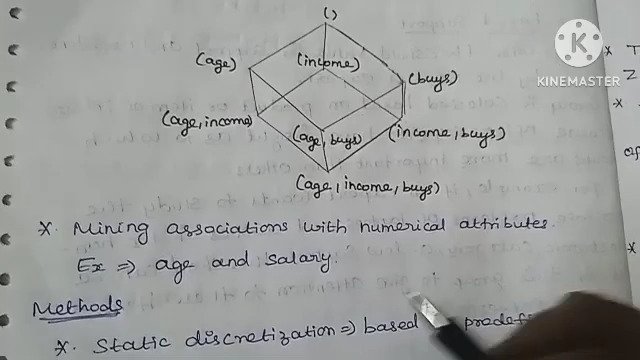 ()
(age)
(income)
(buys)
(age, income)
(age, buys)
(income, buys)
(age, income, buys)
* Mining associations with numerical attributes.
Ex ⇒ age and salary.
Methods
* Static discretization ⇒ based
KINEMASTER
* T
Z
*
*